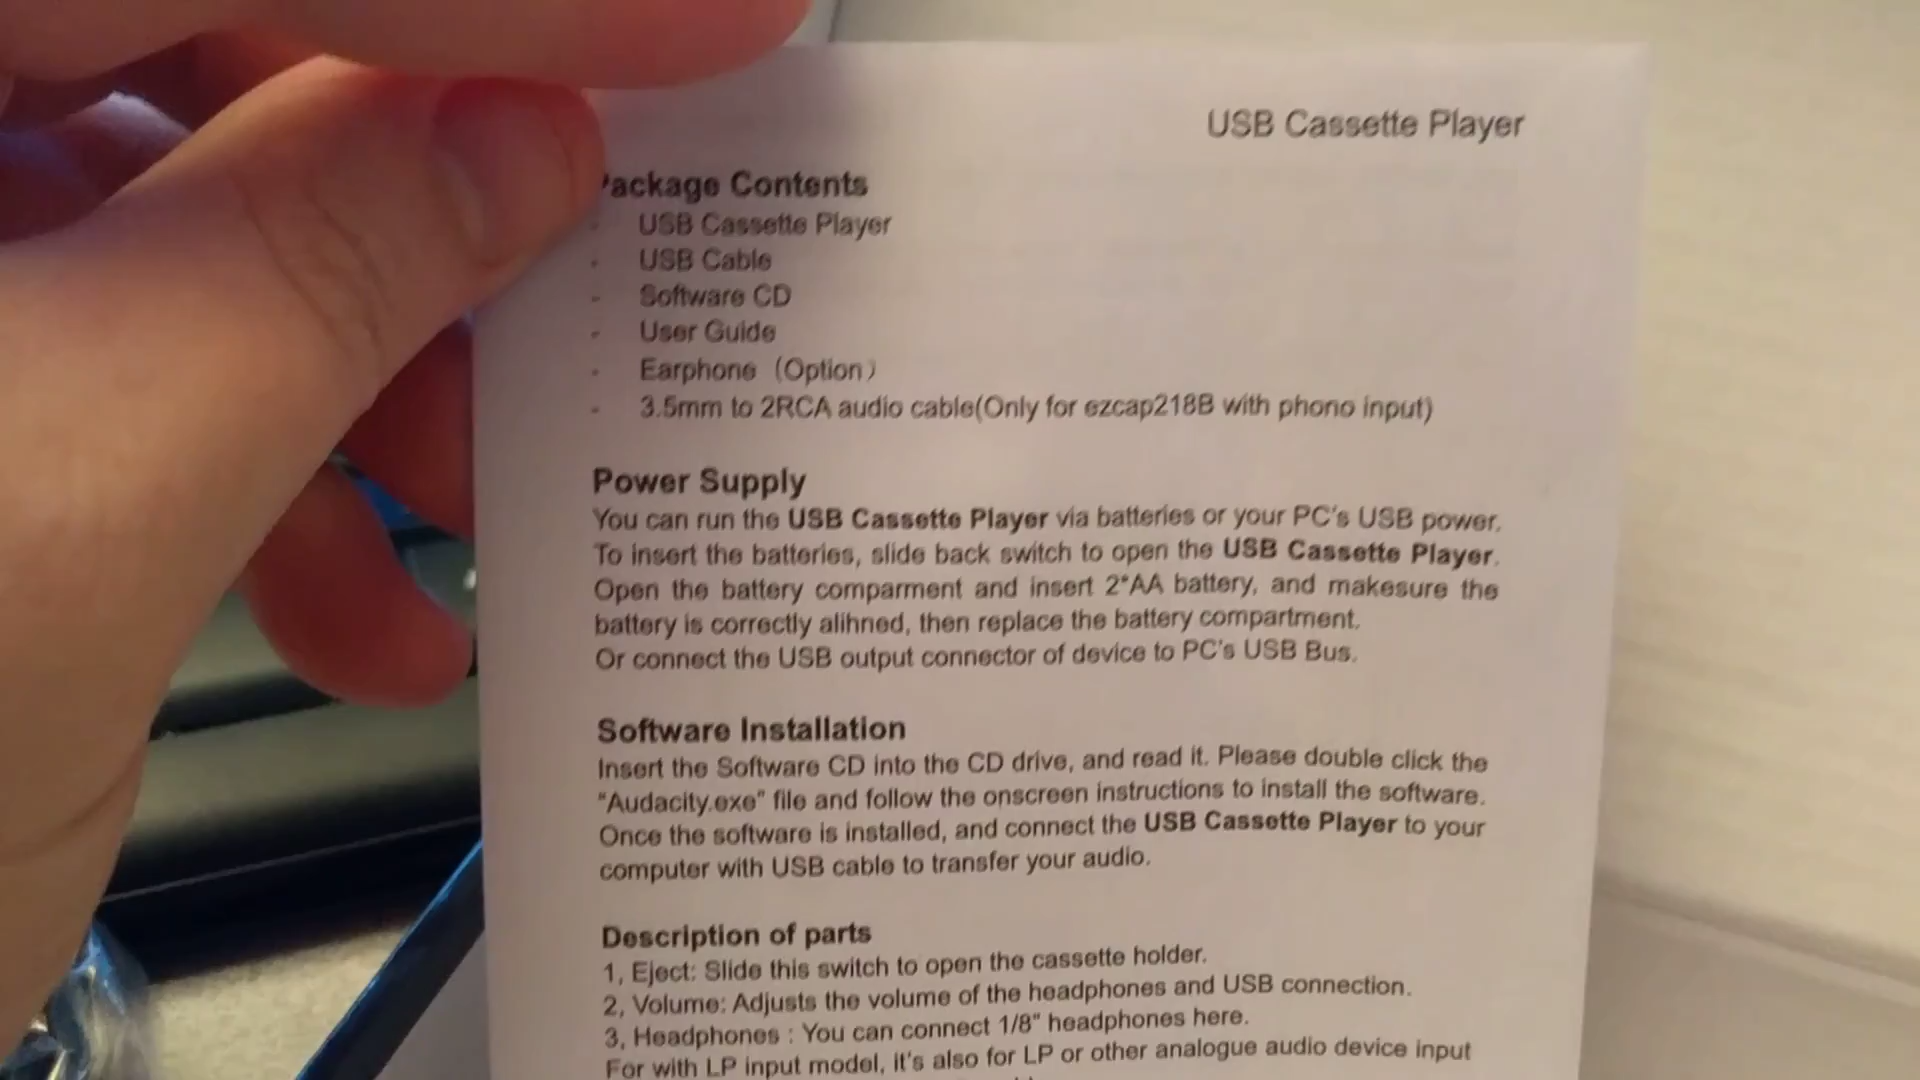 USB Cassette Player
Package Contents
- USB Cassette Player
- USB Cable
- Software CD
- User Guide
- Earphone （Option）
- 3.5mm to 2RCA audio cable(Only for ezcap218B with phono input)
Power Supply
You can run the USB Cassette Player via batteries or your PC's USB power.
To insert the batteries, slide back switch to open the USB Cassette Player.
Open the battery comparment and insert 2*AA battery, and makesure the
battery is correctly alihned, then replace the battery compartment.
Or connect the USB output connector of device to PC's USB Bus.
Software Installation
Insert the Software CD into the CD drive, and read it. Please double click the
"Audacity.exe" file and follow the onscreen instructions to install the software.
Once the software is installed, and connect the USB Cassette Player to your
computer with USB cable to transfer your audio.
Description of parts
1, Eject: Slide this switch to open the cassette holder.
2, Volume: Adjusts the volume of the headphones and USB connection.
3, Headphones : You can connect 1/8" headphones here.
For with LP input model, it's also for LP or other analogue audio device input